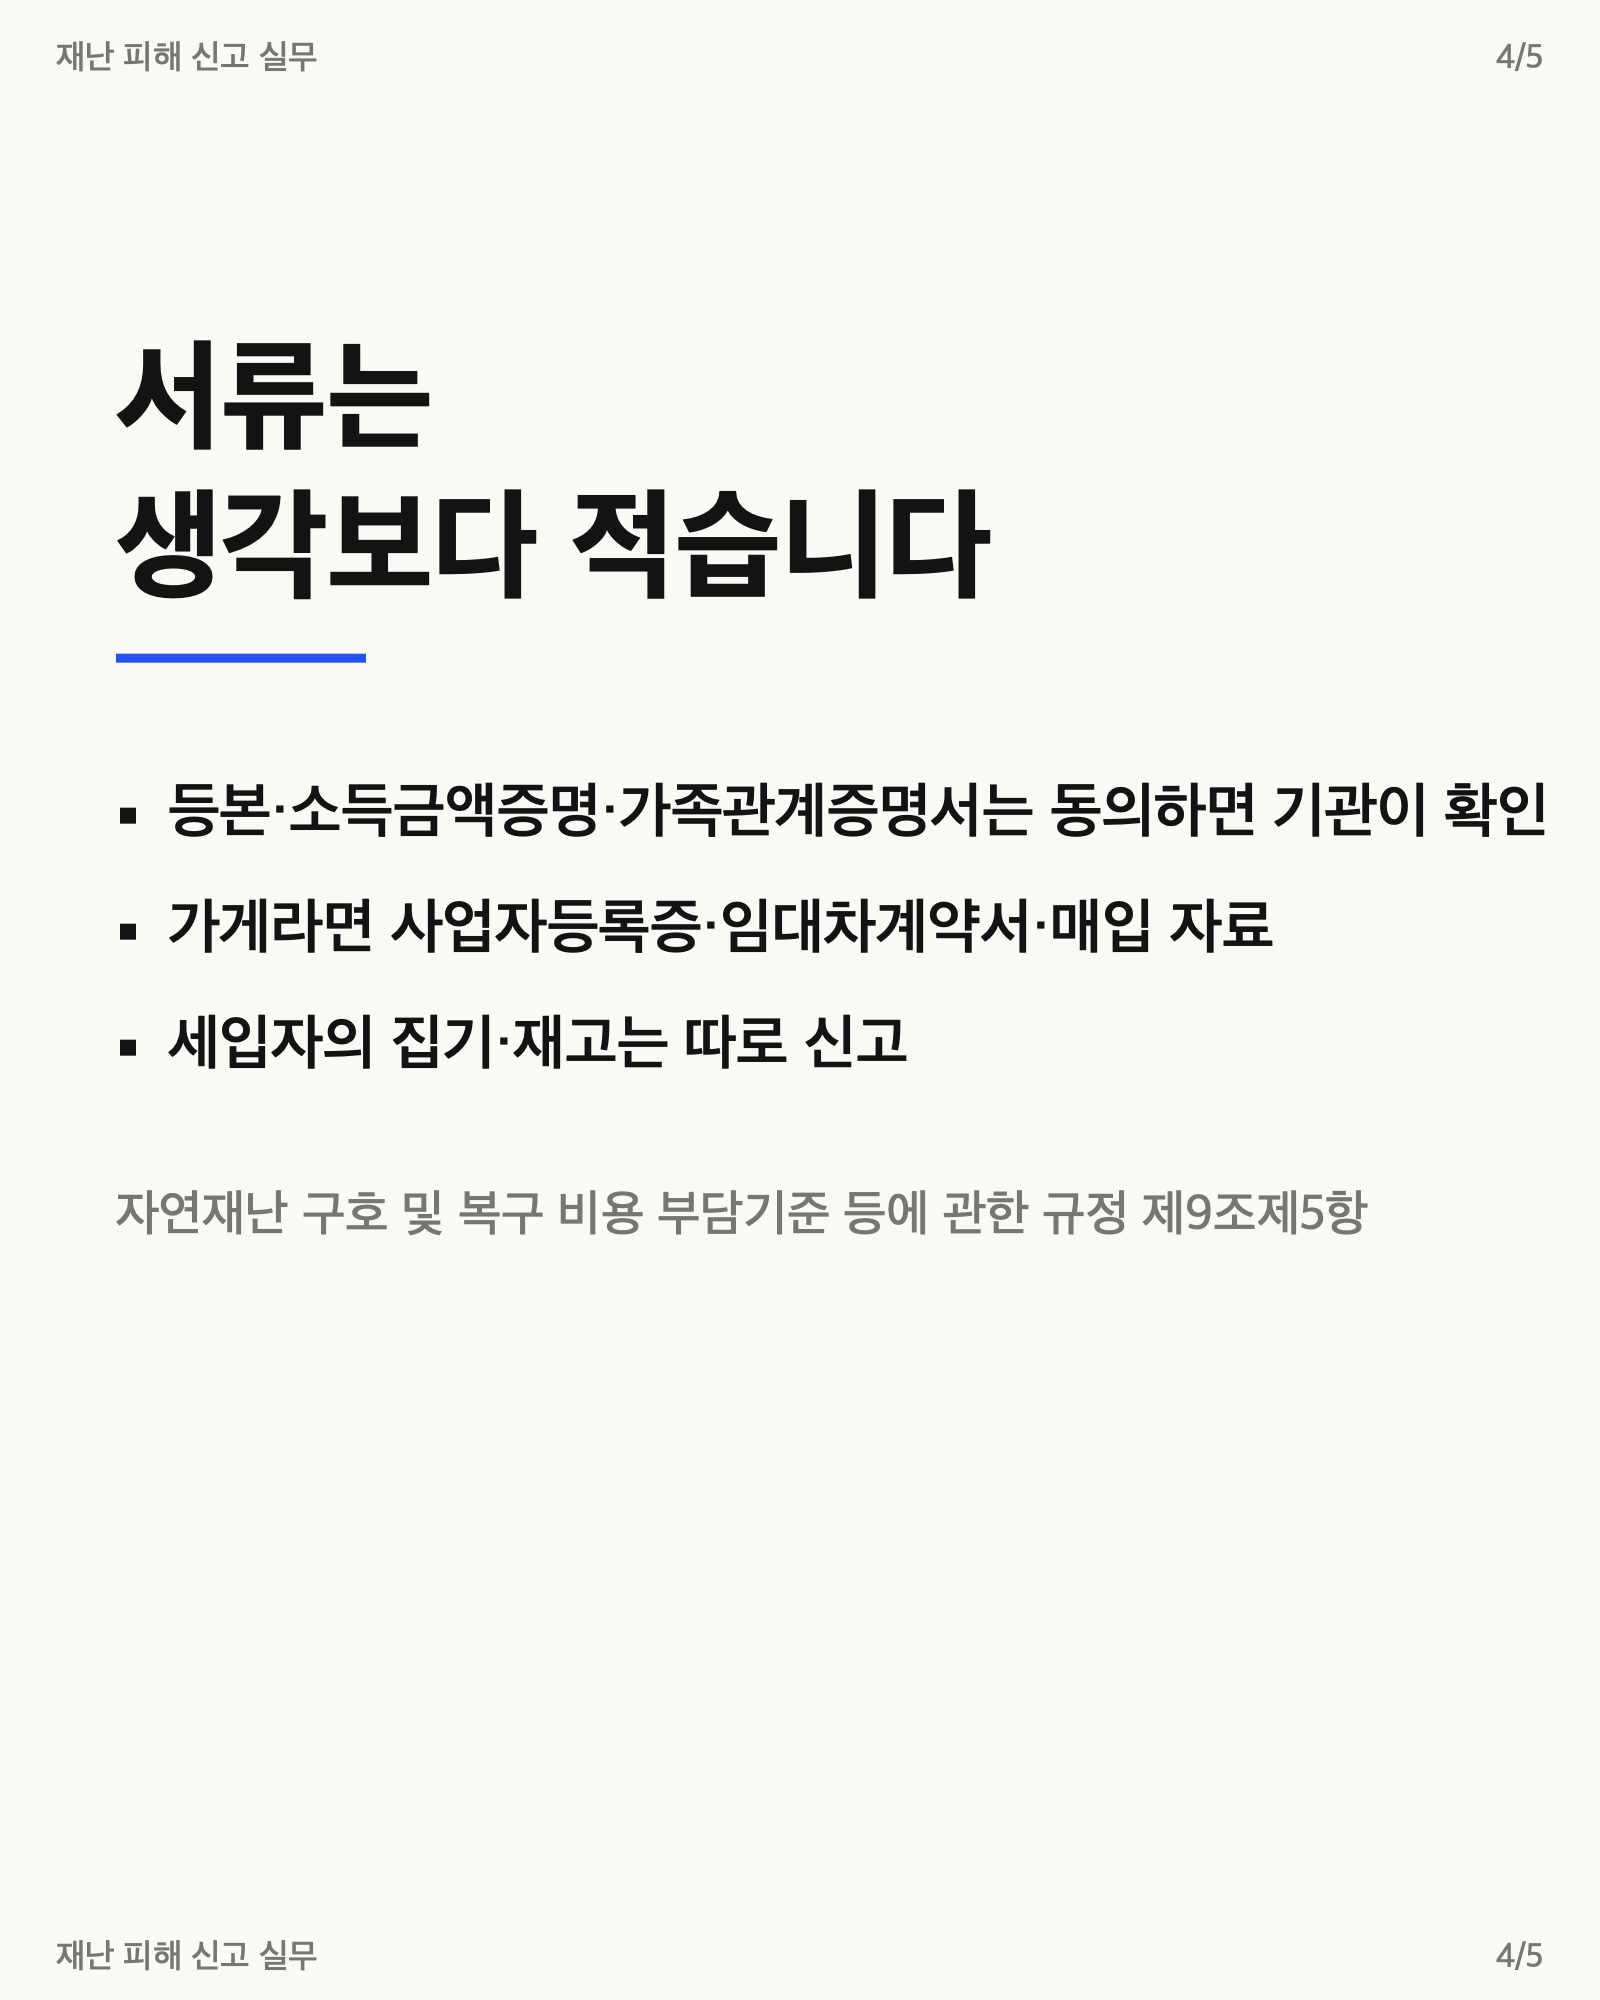 재난 피해 신고 실무
4/5
서류는
생각보다 적습니다
▪ 등본·소득금액증명·가족관계증명서는 동의하면 기관이 확인
▪ 가게라면 사업자등록증·임대차계약서·매입 자료
▪ 세입자의 집기·재고는 따로 신고
자연재난 구호 및 복구 비용 부담기준 등에 관한 규정 제9조제5항
재난 피해 신고 실무
4/5